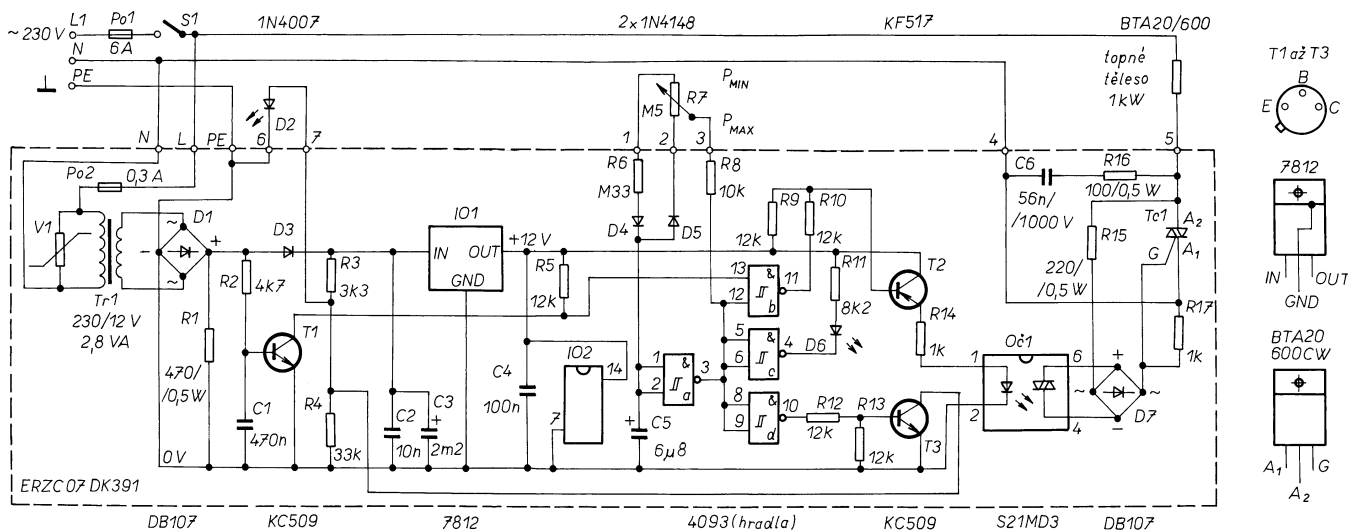 1N4007 2x1N4148 KF517 BTA20/600
~230 V L1 Po1 6A S1
N
PE
D2
topné
těleso
1kW
P MIN
M5 R7
P MAX
N L PE 6 7 1 2 3 4 5
Po2 0,3 A
V1
Tr1
230/12 V
2,8 VA
~ D1
- +
~
R1
470/
/0,5W
R2
4k7
D3
R3
3k3
T1
C1
470n
R4
33k
C2
10n
C3
+
2m2
0V
IO1
IN OUT
GND
+12 V
R5
12k
C4
100n
IO2
14
7
R6
M33
D4
D5
R8
10k
R9
12k
R10
12k
R11
8k2
D6
1
2
&
a
3
+
C5
6μ8
13
12
&
b
11
5
6
&
c
4
8
9
&
d
10
R12
12k
R13
12k
T2
R14
1k
T3
Oč1
1
2
6
4
C6
56n/
/1000 V
R16
100/0,5 W
R15
220/
/0,5 W
Tc1
A2
A1
G
R17
1k
+
~ ~
-
D7
ERZC07 DK391
DB107 KC509 7812 4093(hradla) KC509 S21MD3 DB107
T1 až T3
B
E C
7812
IN OUT
GND
BTA20
600CW
A1 G
A2